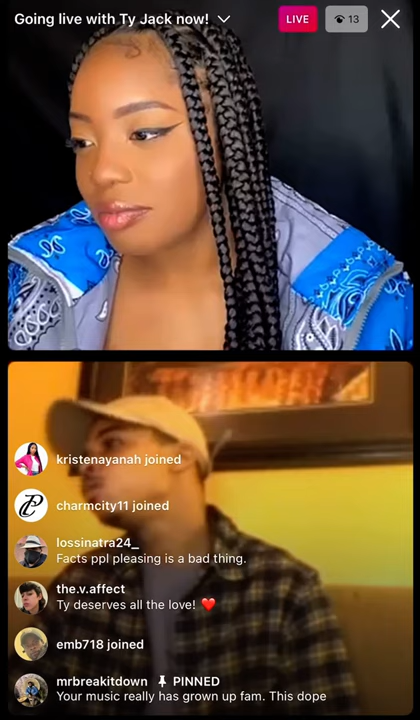 Going live with Ty Jack now!
LIVE
13
kristenayanah joined
charmcity11 joined
lossinatra24_
Facts ppl pleasing is a bad thing.
the.v.affect
Ty deserves all the love! ❤️
emb718 joined
mrbreakitdown 📌 PINNED
Your music really has grown up fam. This dope